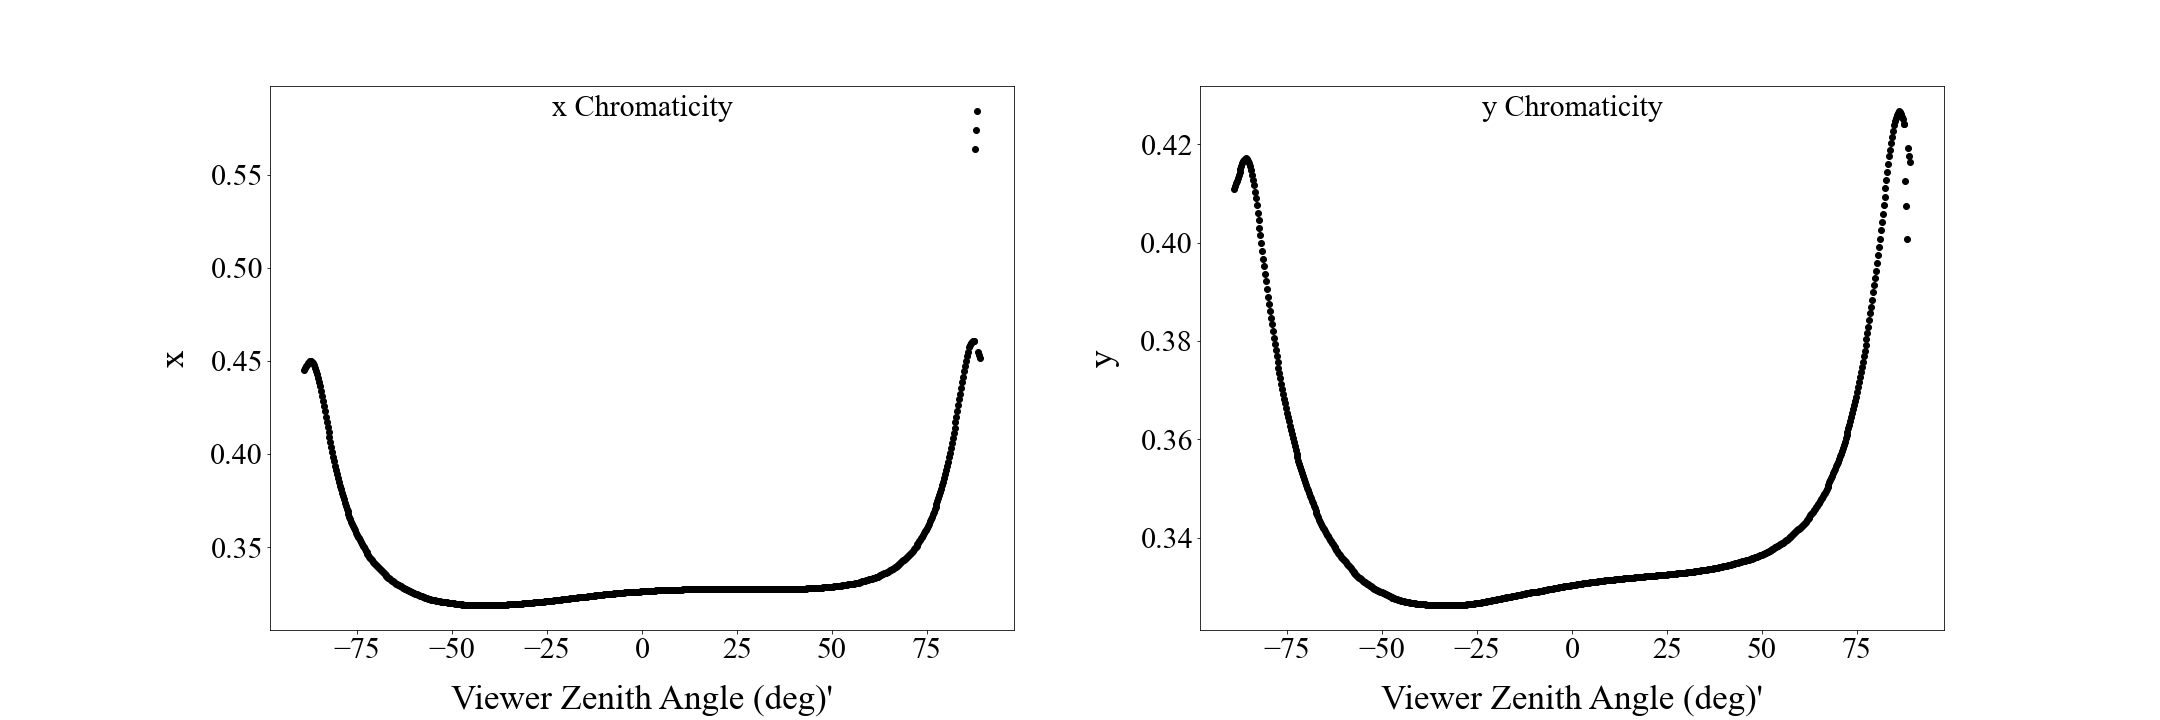 x Chromaticity
x
0.55
0.50
0.45
0.40
0.35
−75 −50 −25 0 25 50 75
Viewer Zenith Angle (deg)'
y Chromaticity
y
0.42
0.40
0.38
0.36
0.34
−75 −50 −25 0 25 50 75
Viewer Zenith Angle (deg)'